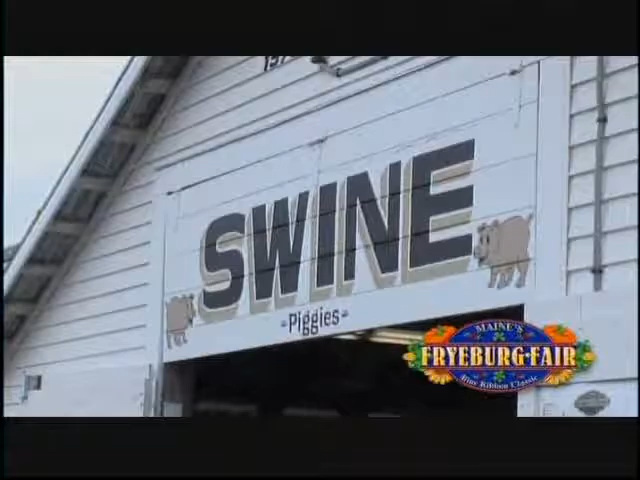 SWINE
-Piggies-
MAINE'S
FRYEBURG FAIR
Blue Ribbon Classic